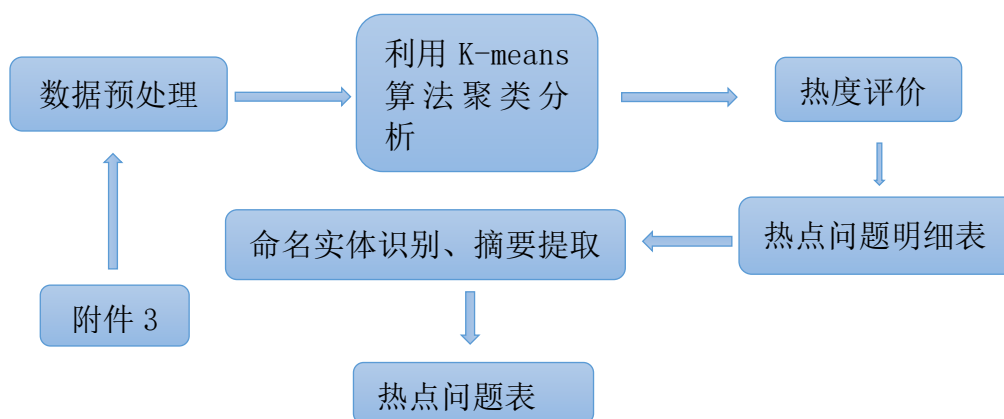 利用 K-means
算法聚类分
析
数据预处理
热度评价
命名实体识别、摘要提取
热点问题明细表
附件 3
热点问题表